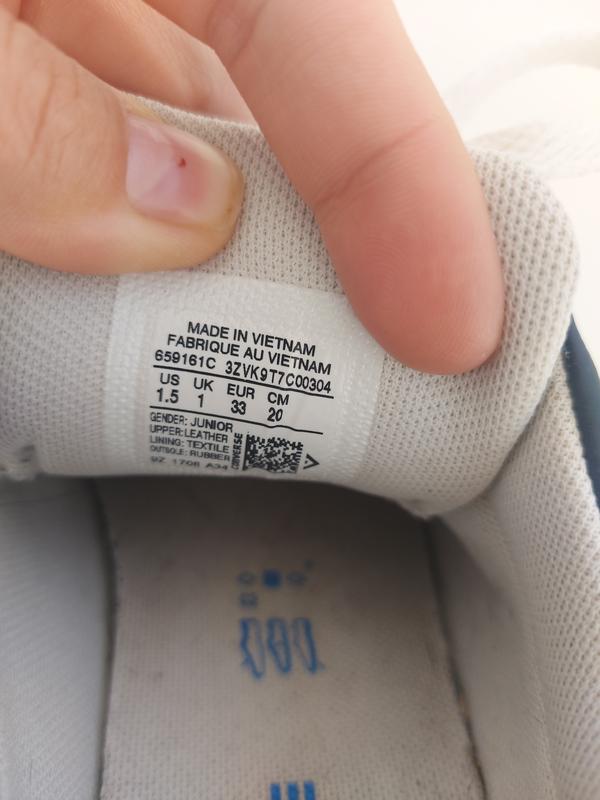 MADE IN VIETNAM
FABRIQUE AU VIETNAM
659161C 3ZVK9T7C00304
US UK EUR CM
1.5 1 33 20
GENDER: JUNIOR
UPPER: LEATHER
LINING: TEXTILE
OUTSOLE: RUBBER
CONVERSE